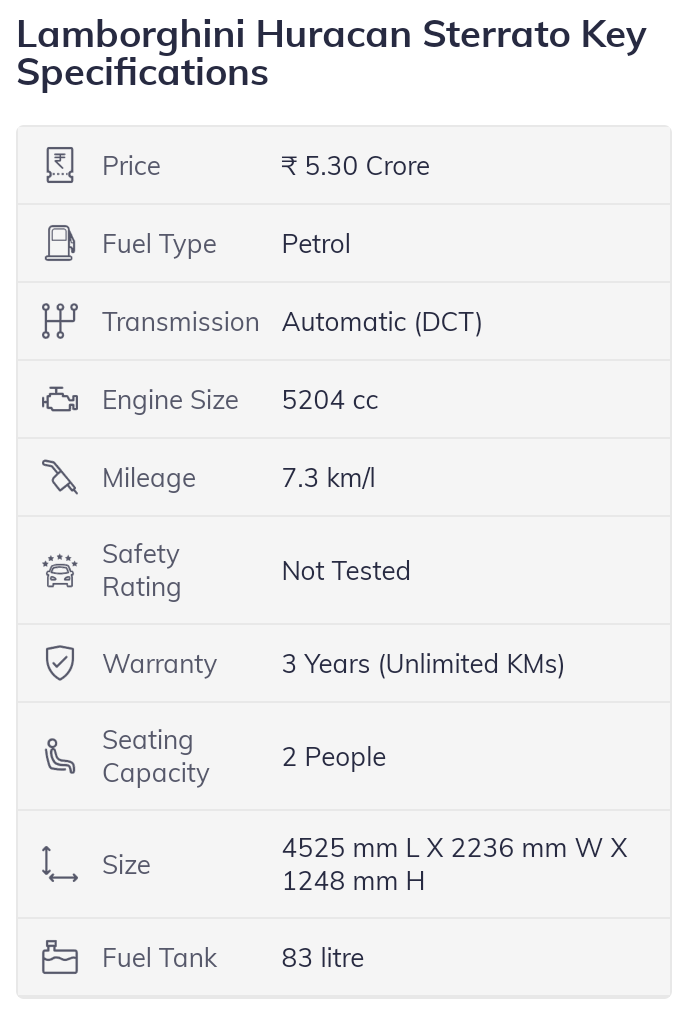 Lamborghini Huracan Sterrato Key
Specifications
₹
Price ₹ 5.30 Crore
Fuel Type Petrol
Transmission Automatic (DCT)
Engine Size 5204 cc
Mileage 7.3 km/l
Safety
Rating
Not Tested
Warranty 3 Years (Unlimited KMs)
Seating
Capacity
2 People
Size
4525 mm L X 2236 mm W X
1248 mm H
Fuel Tank 83 litre